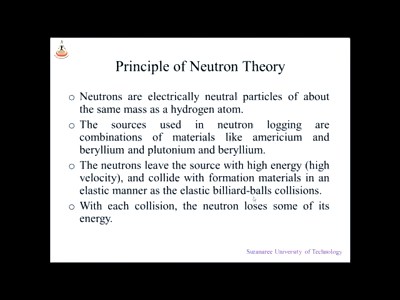 Principle of Neutron Theory
o Neutrons are electrically neutral particles of about
the same mass as a hydrogen atom.
o The sources used in neutron logging are
combinations of materials like americium and
beryllium and plutonium and beryllium.
o The neutrons leave the source with high energy (high
velocity), and collide with formation materials in an
elastic manner as the elastic billiard-balls collisions.
o With each collision, the neutron loses some of its
energy.
Suranaree University of Technology